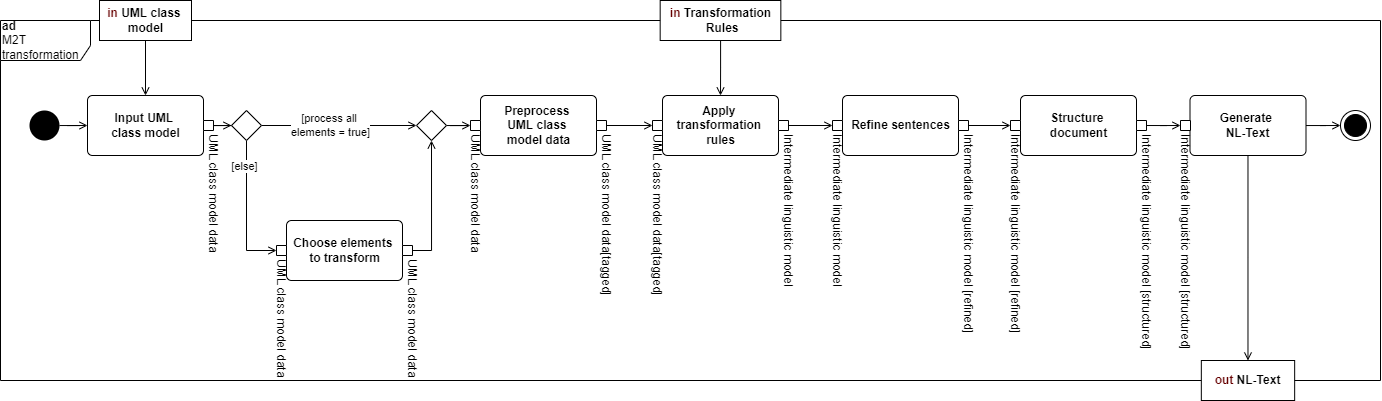 in UML class
model
in Transformation
Rules
ad
M2T
transformation
Input UML
class model
UML class model data
[process all
elements = true]
[else]
Choose elements
to transform
UML class model data
UML class model data
UML class model data
Preprocess
UML class
model data
UML class model data[tagged]
UML class model data[tagged]
Apply
transformation
rules
Intermediate linguistic model
Intermediate linguistic model
Refine sentences
Intermediate linguistic model [refined]
Intermediate linguistic model [refined]
Structure
document
Intermediate linguistic model [structured]
Intermediate linguistic model [structured]
Generate
NL-Text
out NL-Text